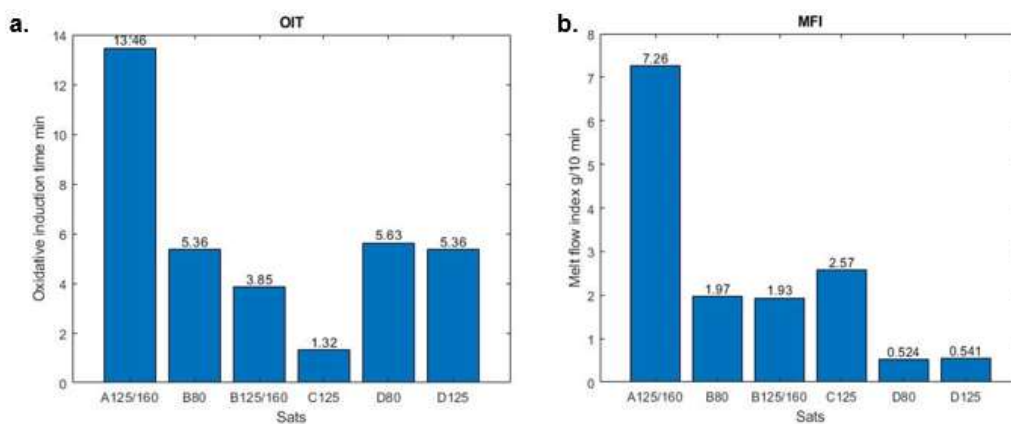 a.
OIT
Oxidative induction time min
14
12
10
8
6
4
2
0
13.46
5.36
3.85
1.32
5.63
5.36
A125/160 B80 B125/160 C125 D80 D125
Sats
b.
MFI
Melt flow index g/10 min
8
7
6
5
4
3
2
1
0
7.26
1.97
1.93
2.57
0.524
0.541
A125/160 B80 B125/160 C125 D80 D125
Sats